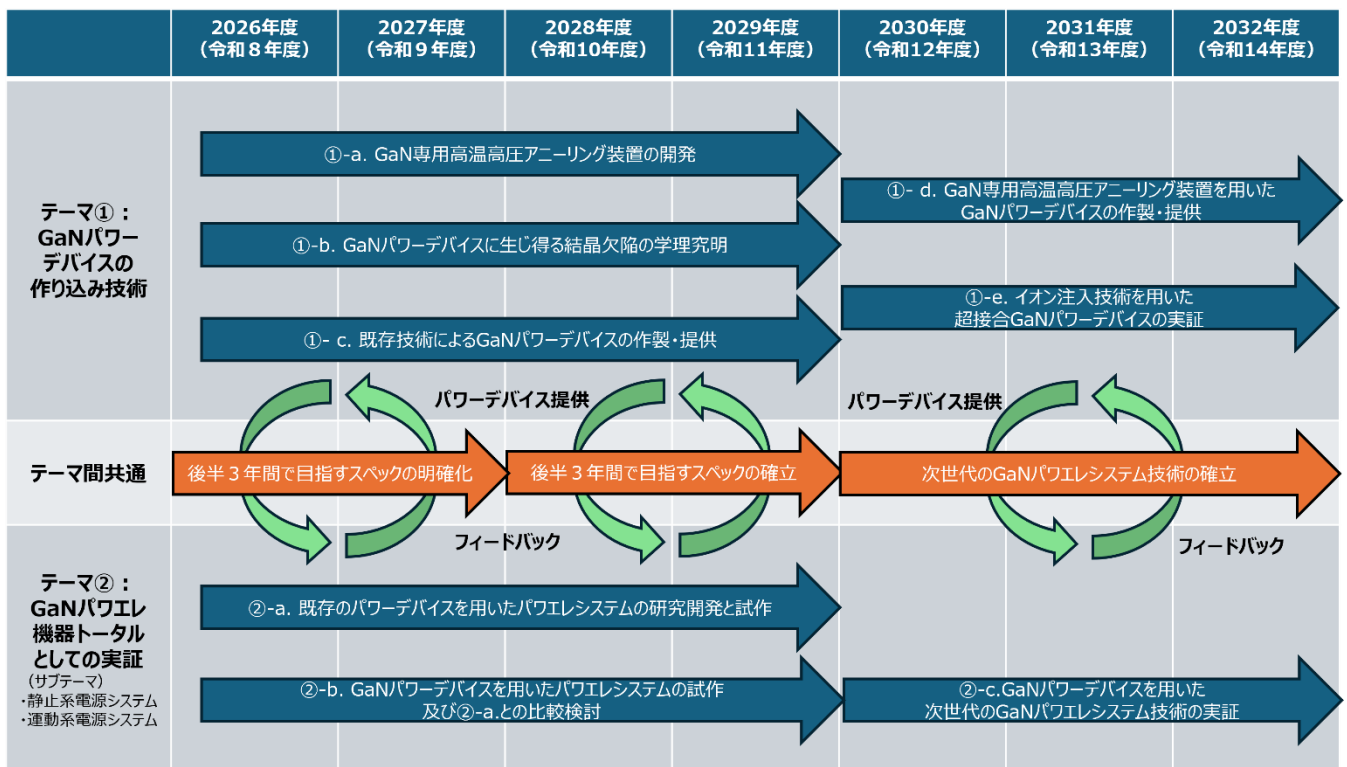 2026年度
(令和８年度)
2027年度
(令和９年度)
2028年度
(令和10年度)
2029年度
(令和11年度)
2030年度
(令和12年度)
2031年度
(令和13年度)
2032年度
(令和14年度)
テーマ①：
GaNパワー
デバイスの
作り込み技術
①-a. GaN専用高温高圧アニーリング装置の開発
①-b. GaNパワーデバイスに生じ得る結晶欠陥の学理究明
①- c. 既存技術によるGaNパワーデバイスの作製・提供
①- d. GaN専用高温高圧アニーリング装置を用いた
GaNパワーデバイスの作製・提供
①-e. イオン注入技術を用いた
超接合GaNパワーデバイスの実証
パワーデバイス提供
パワーデバイス提供
テーマ間共通
後半３年間で目指すスペックの明確化
後半３年間で目指すスペックの確立
次世代のGaNパワエレシステム技術の確立
フィードバック
フィードバック
テーマ②：
GaNパワエレ
機器トータル
としての実証
(サブテーマ)
・静止系電源システム
・運動系電源システム
②-a. 既存のパワーデバイスを用いたパワエレシステムの研究開発と試作
②-b. GaNパワーデバイスを用いたパワエレシステムの試作
及び②-a.との比較検討
②-c.GaNパワーデバイスを用いた
次世代のGaNパワエレシステム技術の実証